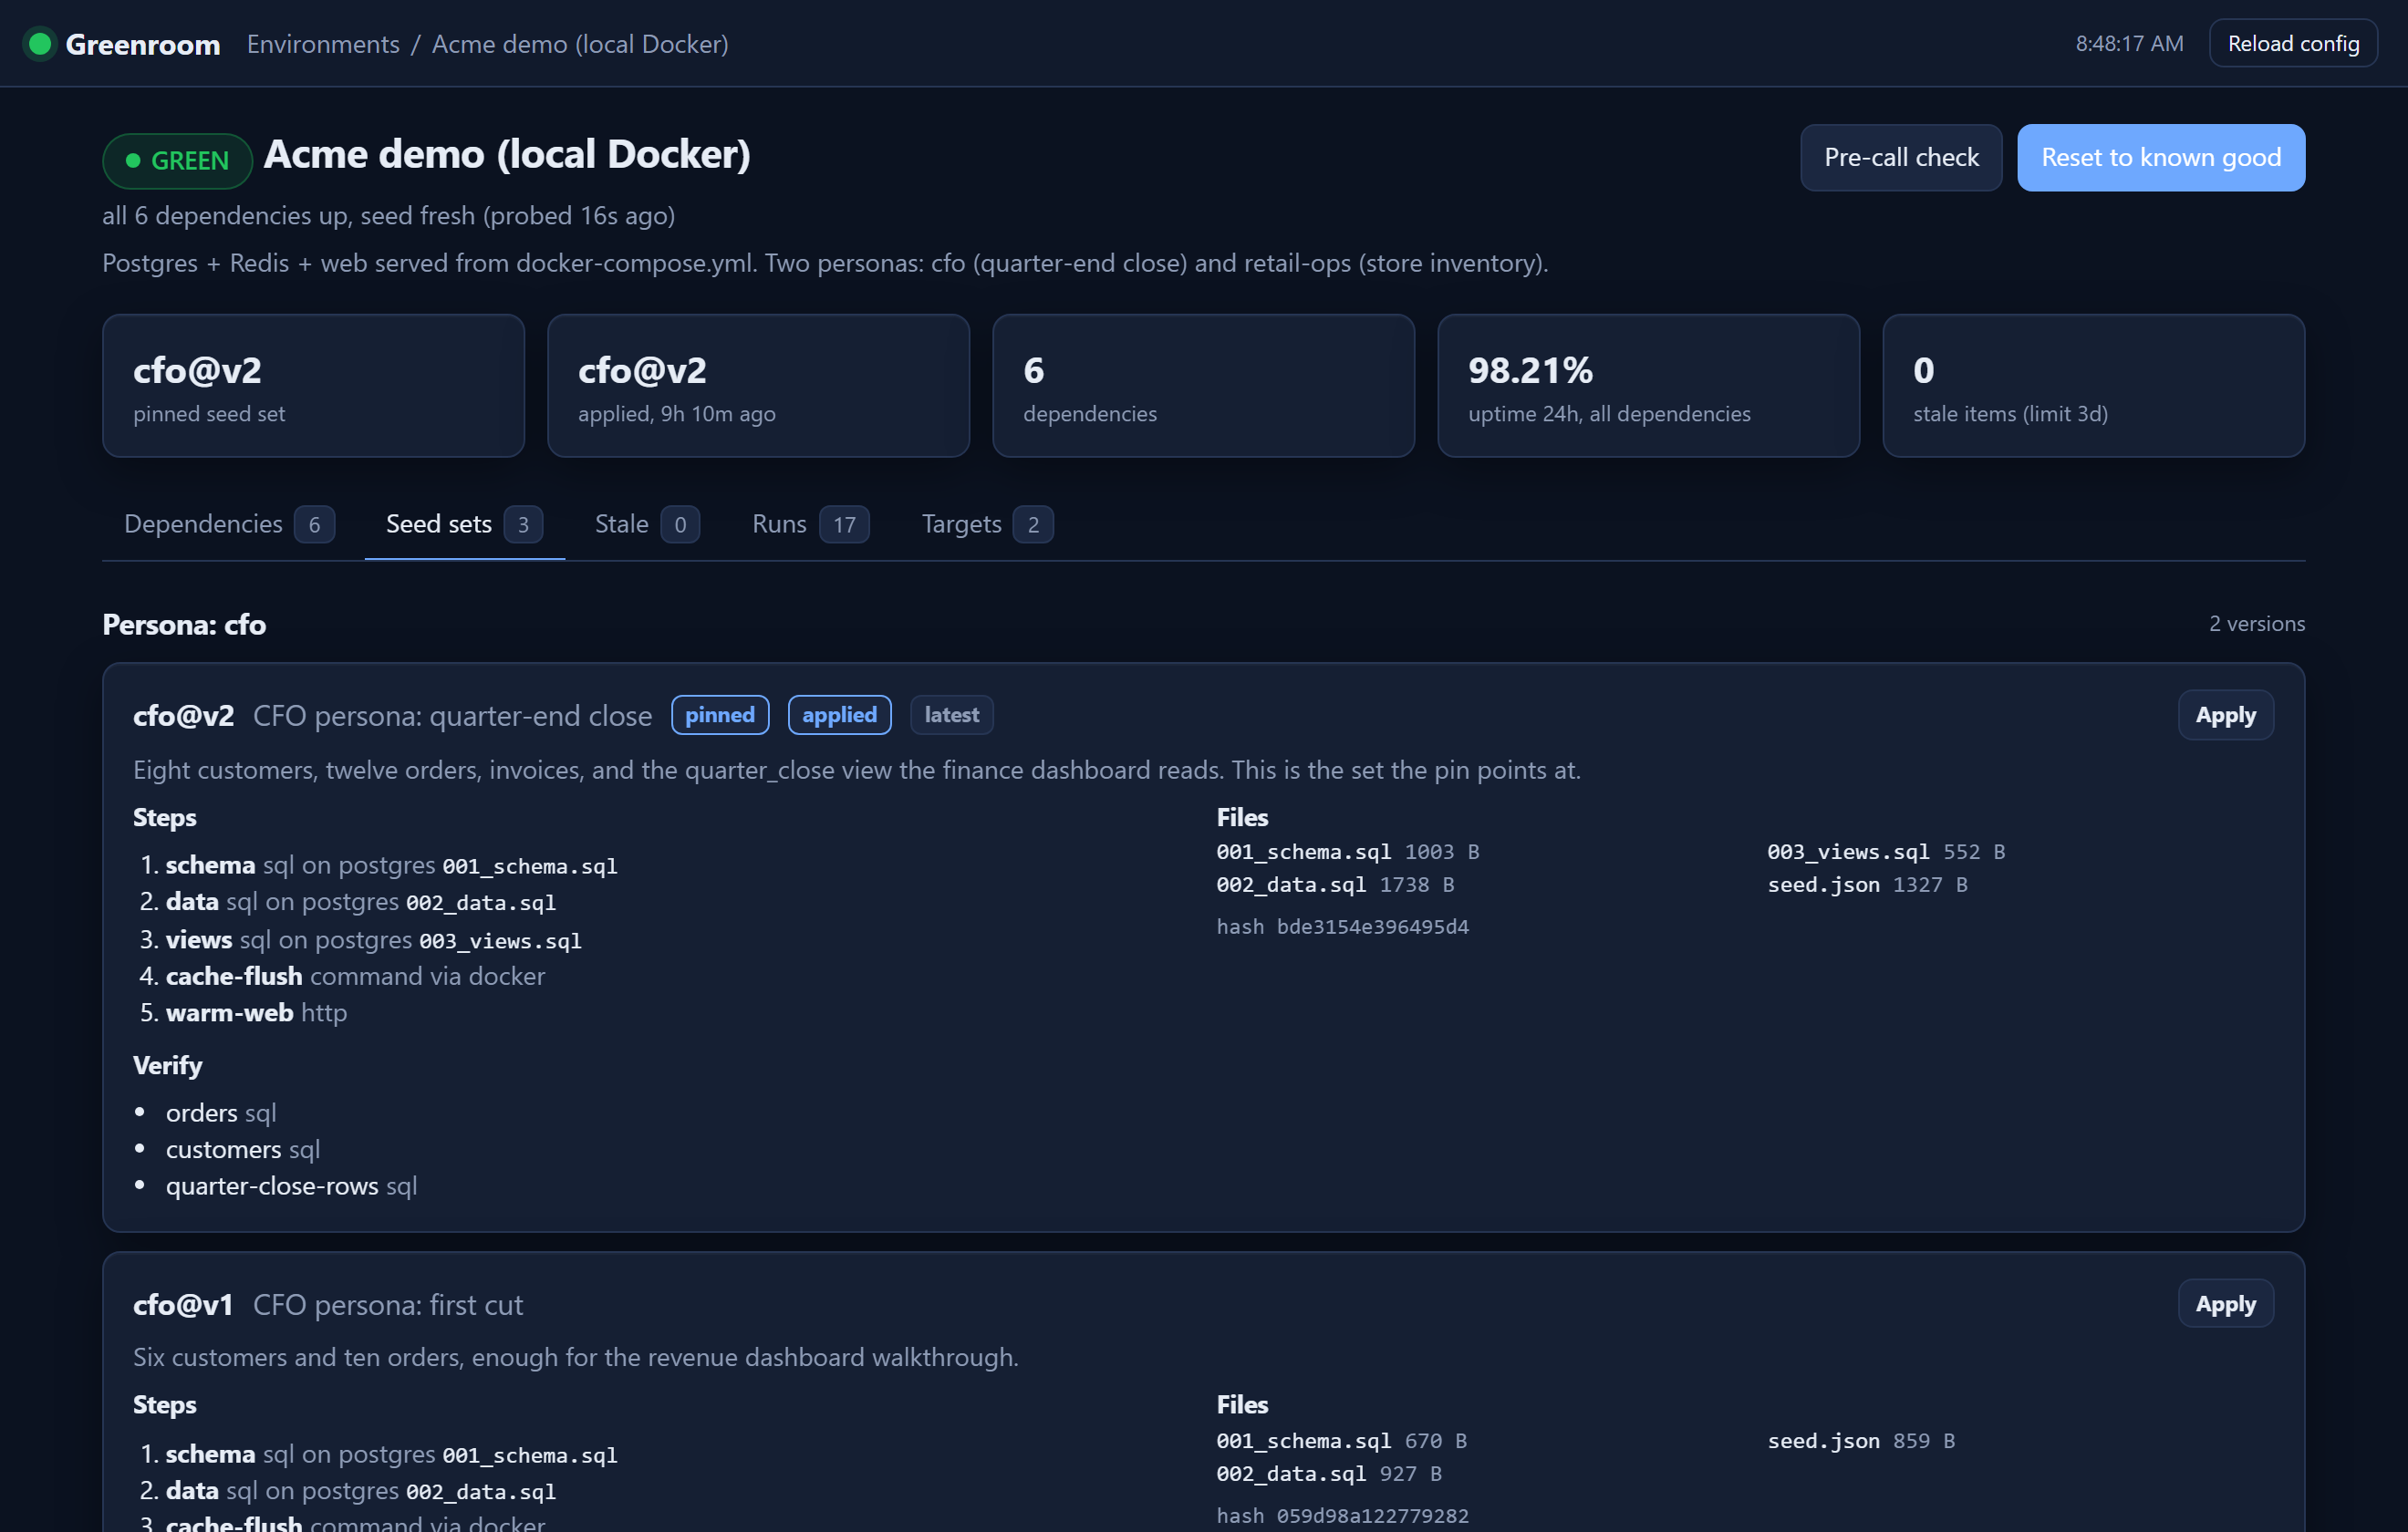 Greenroom Environments / Acme demo (local Docker) 8:48:17 AM Reload config
GREEN Acme demo (local Docker) Pre-call check Reset to known good
all 6 dependencies up, seed fresh (probed 16s ago)
Postgres + Redis + web served from docker-compose.yml. Two personas: cfo (quarter-end close) and retail-ops (store inventory).
cfo@v2
pinned seed set
cfo@v2
applied, 9h 10m ago
6
dependencies
98.21%
uptime 24h, all dependencies
0
stale items (limit 3d)
Dependencies 6 Seed sets 3 Stale 0 Runs 17 Targets 2
Persona: cfo 2 versions
cfo@v2 CFO persona: quarter-end close pinned applied latest Apply
Eight customers, twelve orders, invoices, and the quarter_close view the finance dashboard reads. This is the set the pin points at.
Steps
1. schema sql on postgres 001_schema.sql
2. data sql on postgres 002_data.sql
3. views sql on postgres 003_views.sql
4. cache-flush command via docker
5. warm-web http
Verify
• orders sql
• customers sql
• quarter-close-rows sql
Files
001_schema.sql 1003 B 003_views.sql 552 B
002_data.sql 1738 B seed.json 1327 B
hash bde3154e396495d4
cfo@v1 CFO persona: first cut Apply
Six customers and ten orders, enough for the revenue dashboard walkthrough.
Steps
1. schema sql on postgres 001_schema.sql
2. data sql on postgres 002_data.sql
3. cache-flush command via docker
Files
001_schema.sql 670 B seed.json 859 B
002_data.sql 927 B
hash 059d98a122779282